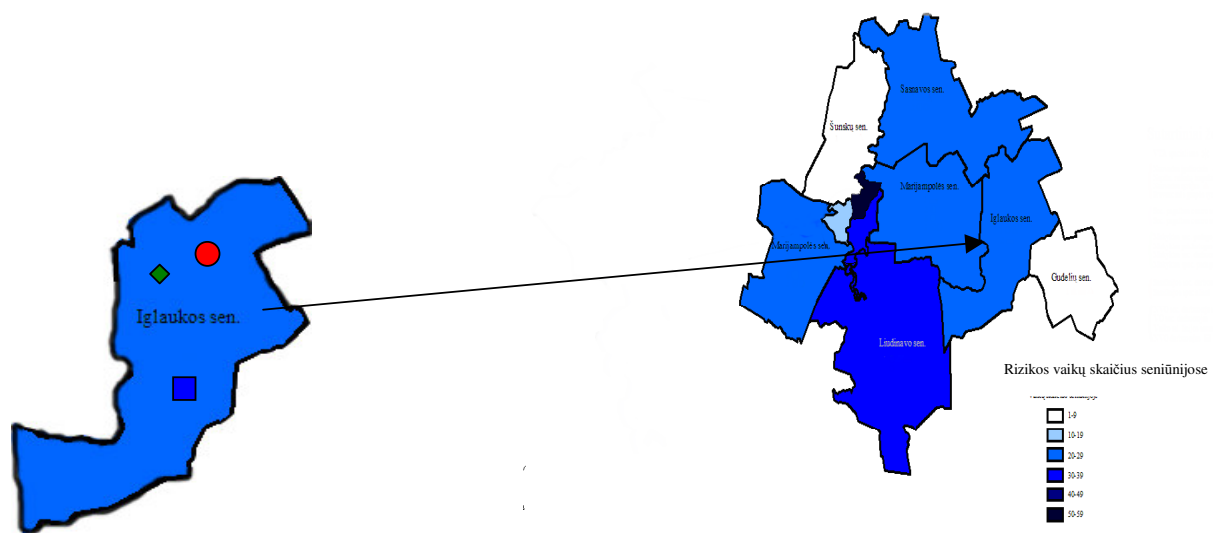 Iglaukos sen.
Sasnavos sen.
Šunskų sen.
Marijampolės sen.
Iglaukos sen.
Marijampolės sen.
Gudelių sen.
Liudinavo sen.
Rizikos vaikų skaičius seniūnijose
1-9
10-19
20-29
30-39
40-49
50-59